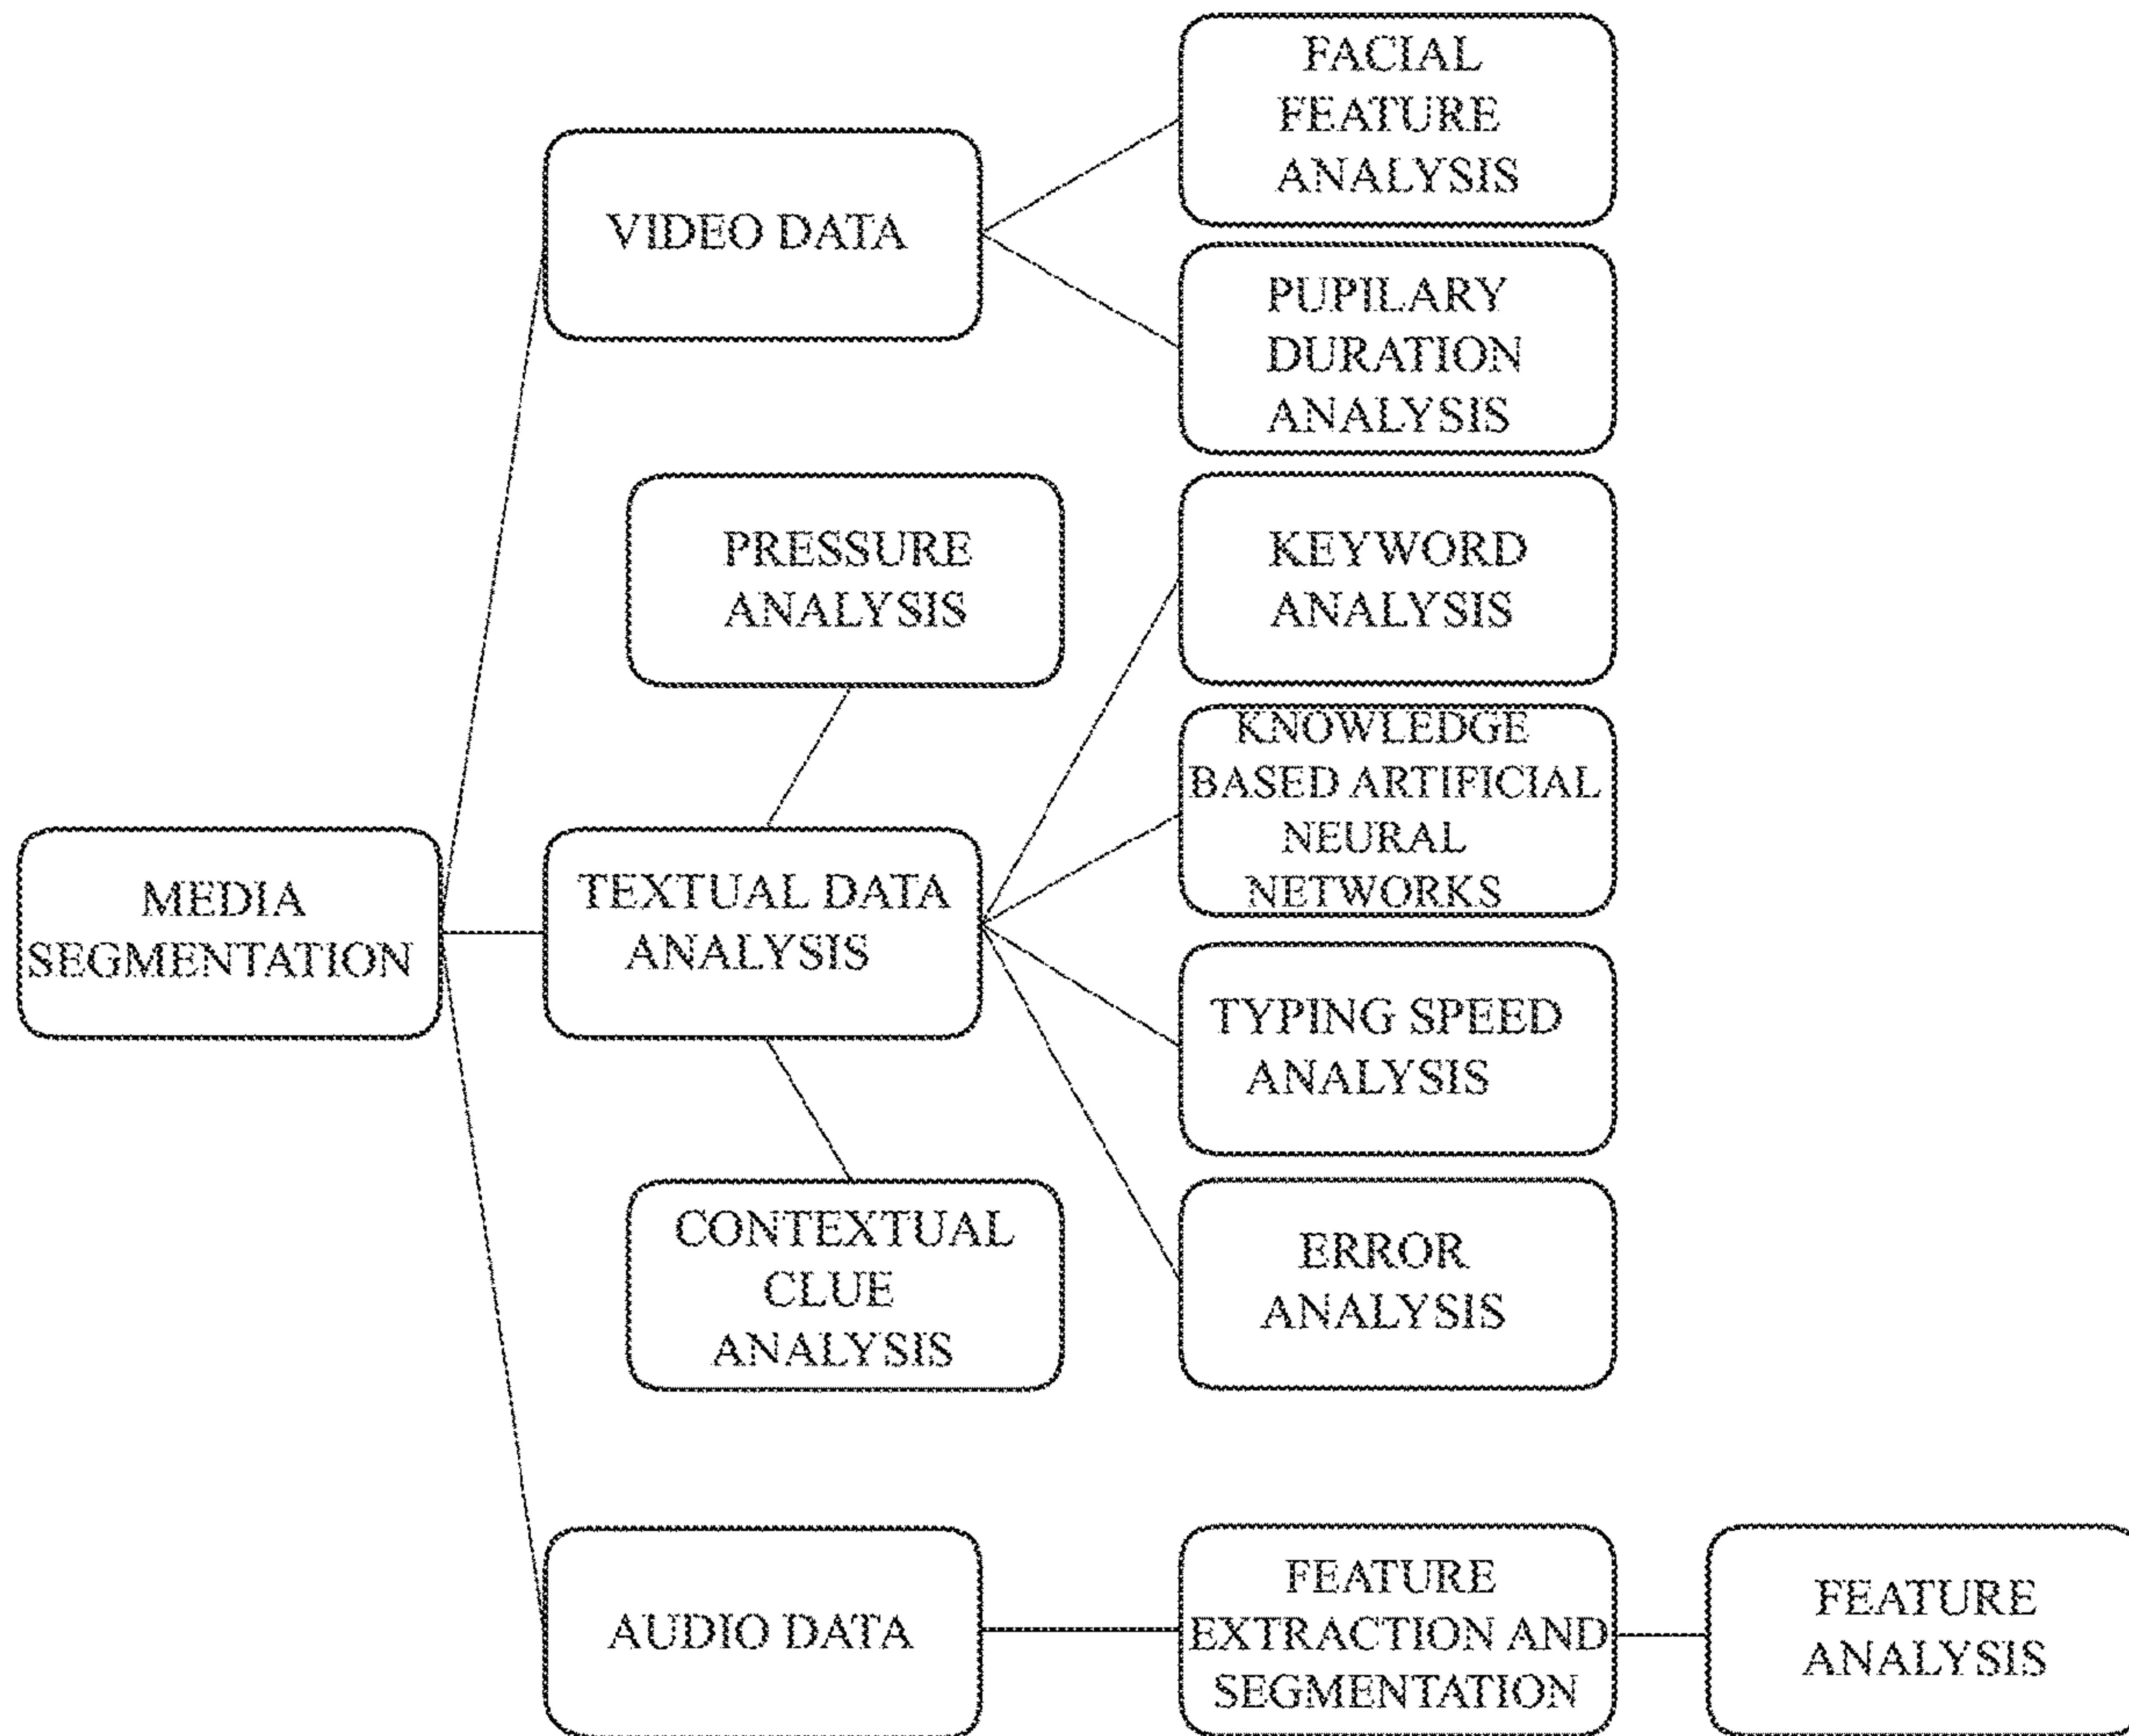 FACIAL
FEATURE
ANALYSIS
VIDEO DATA
PUPILARY
DURATION
ANALYSIS
PRESSURE
ANALYSIS
KEYWORD
ANALYSIS
KNOWLEDGE
BASED ARTIFICIAL
NEURAL
NETWORKS
MEDIA
SEGMENTATION
TEXTUAL DATA
ANALYSIS
TYPING SPEED
ANALYSIS
CONTEXTUAL
CLUE
ANALYSIS
ERROR
ANALYSIS
AUDIO DATA
FEATURE
EXTRACTION AND
SEGMENTATION
FEATURE
ANALYSIS